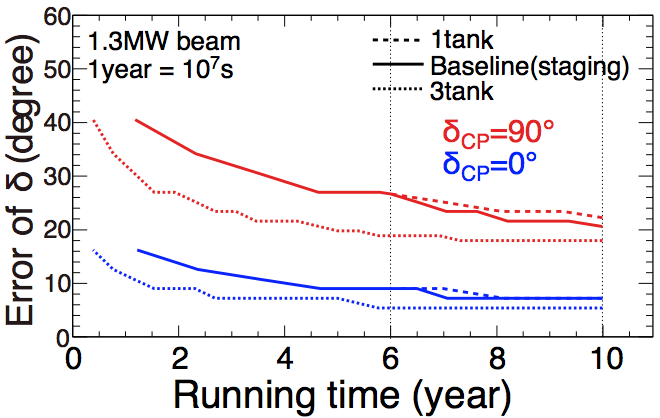 60
50
40
30
20
10
0
Error of δ (degree)
1.3MW beam
1year = 10⁷s
1tank
Baseline(staging)
3tank
δCP=90°
δCP=0°
0 2 4 6 8 10
Running time (year)